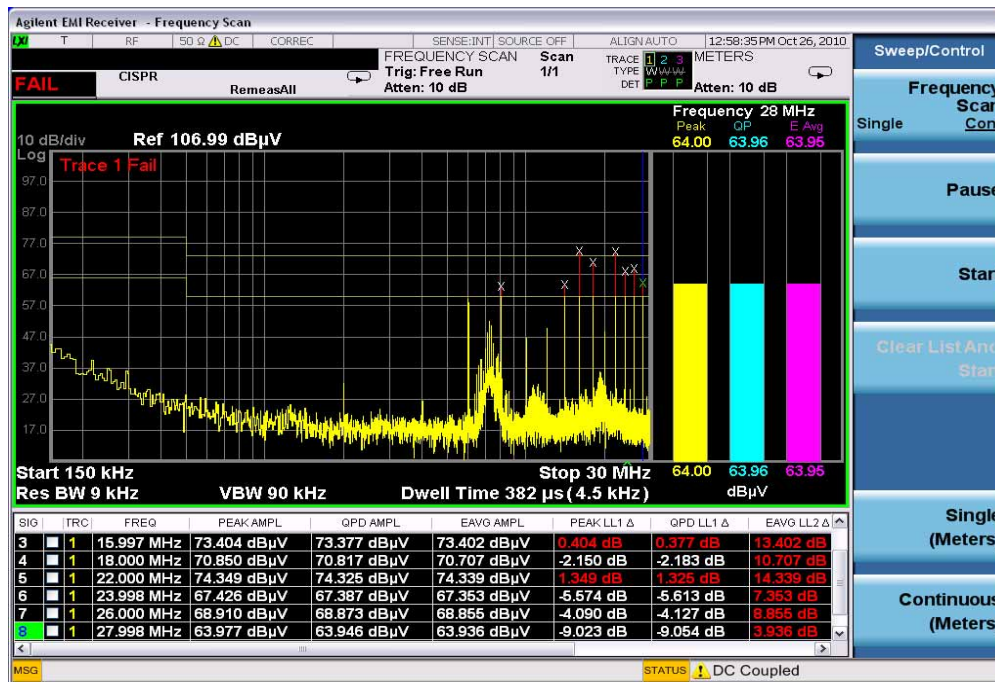 Agilent EMI Receiver - Frequency Scan
LXI T RF 50 Ω DC CORREC SENSE:INT SOURCE OFF ALIGN AUTO 12:58:35 PM Oct 26, 2010
FREQUENCY SCAN Scan TRACE 1 2 3 METERS
Trig: Free Run 1/1 TYPE W W W
Atten: 10 dB DET P P P Atten: 10 dB
FAIL CISPR RemeasAll
Frequency 28 MHz
Peak QP E Avg
64.00 63.96 63.95
10 dB/div Ref 106.99 dBµV
Log
Trace 1 Fail
97.0
87.0
77.0
67.0
57.0
47.0
37.0
27.0
17.0
Start 150 kHz Stop 30 MHz
Res BW 9 kHz VBW 90 kHz Dwell Time 382 µs (4.5 kHz)
64.00 63.96 63.95
dBµV
SIG TRC FREQ PEAK AMPL QPD AMPL EAVG AMPL PEAK LL1 Δ QPD LL1 Δ EAVG LL2 Δ
3 1 15.997 MHz 73.404 dBµV 73.377 dBµV 73.402 dBµV 0.404 dB 0.377 dB 13.402 dB
4 1 18.000 MHz 70.850 dBµV 70.817 dBµV 70.707 dBµV -2.150 dB -2.183 dB 10.707 dB
5 1 22.000 MHz 74.349 dBµV 74.325 dBµV 74.339 dBµV 1.349 dB 1.325 dB 14.339 dB
6 1 23.998 MHz 67.426 dBµV 67.387 dBµV 67.353 dBµV -5.574 dB -5.613 dB 7.353 dB
7 1 26.000 MHz 68.910 dBµV 68.873 dBµV 68.855 dBµV -4.090 dB -4.127 dB 8.855 dB
8 1 27.998 MHz 63.977 dBµV 63.946 dBµV 63.936 dBµV -9.023 dB -9.054 dB 3.936 dB
MSG STATUS DC Coupled
Sweep/Control
Frequency
Scan
Single Con
Pause
Star
Clear List And
Star
Single
(Meters
Continuous
(Meters